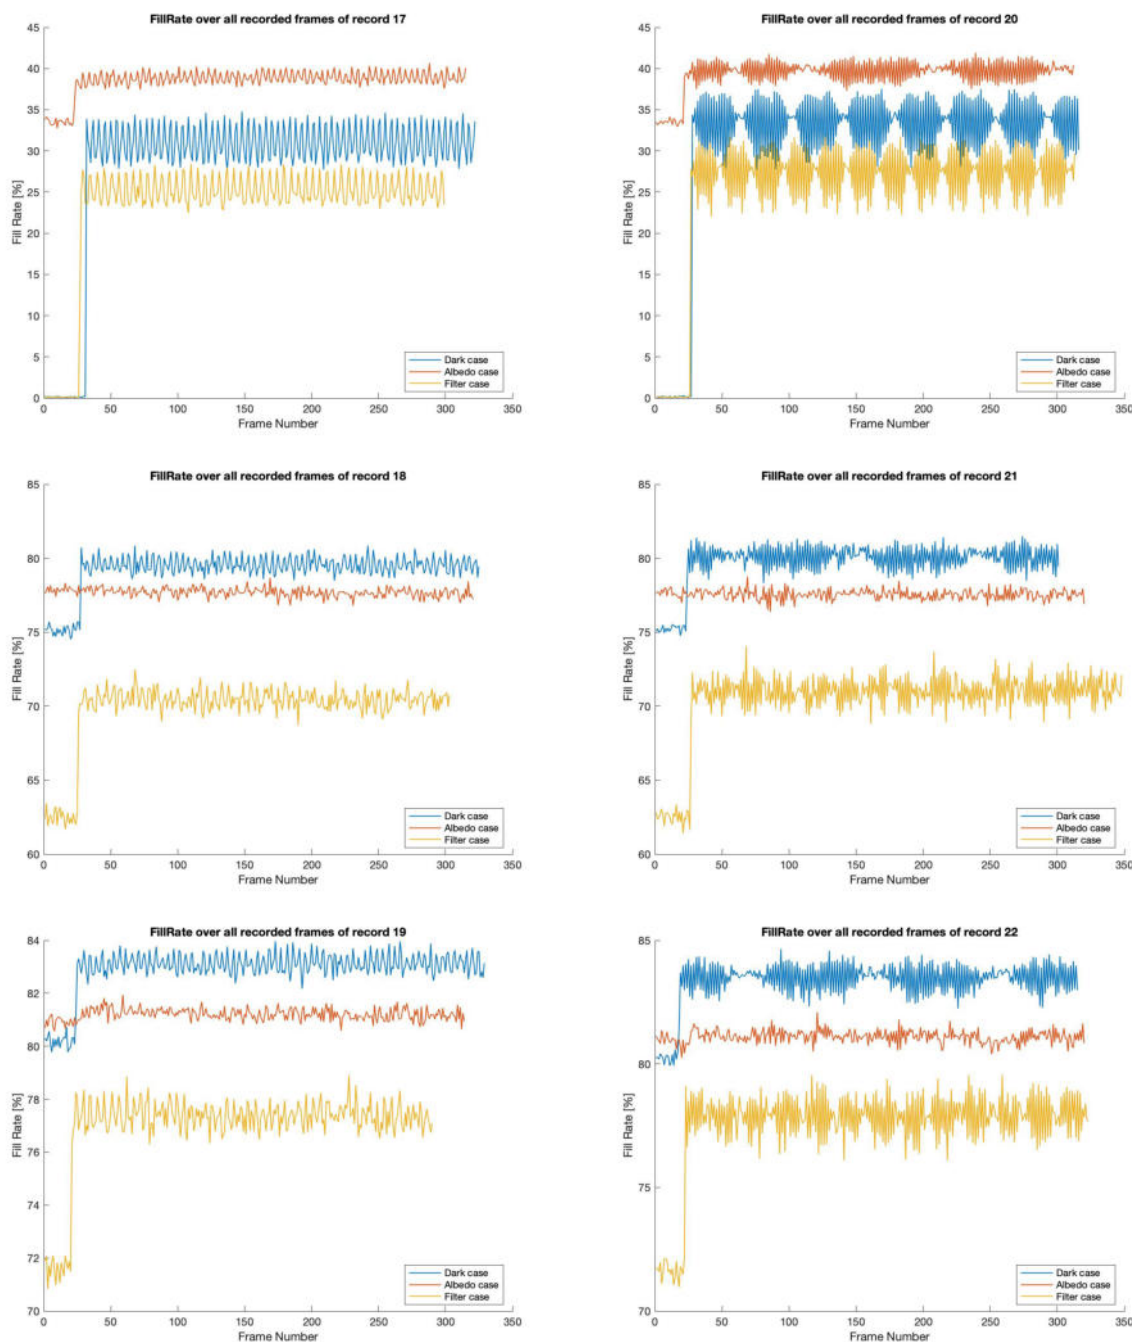 FillRate over all recorded frames of record 17
45
40
35
30
25
20
15
10
5
0
Fill Rate [%]
0 50 100 150 200 250 300 350
Frame Number
Dark case
Albedo case
Filter case
FillRate over all recorded frames of record 20
45
40
35
30
25
20
15
10
5
0
Fill Rate [%]
0 50 100 150 200 250 300 350
Frame Number
Dark case
Albedo case
Filter case
FillRate over all recorded frames of record 18
85
80
75
70
65
60
Fill Rate [%]
0 50 100 150 200 250 300 350
Frame Number
Dark case
Albedo case
Filter case
FillRate over all recorded frames of record 21
85
80
75
70
65
60
Fill Rate [%]
0 50 100 150 200 250 300 350
Frame Number
Dark case
Albedo case
Filter case
FillRate over all recorded frames of record 19
84
82
80
78
76
74
72
70
Fill Rate [%]
0 50 100 150 200 250 300 350
Frame Number
Dark case
Albedo case
Filter case
FillRate over all recorded frames of record 22
85
80
75
70
Fill Rate [%]
0 50 100 150 200 250 300 350
Frame Number
Dark case
Albedo case
Filter case